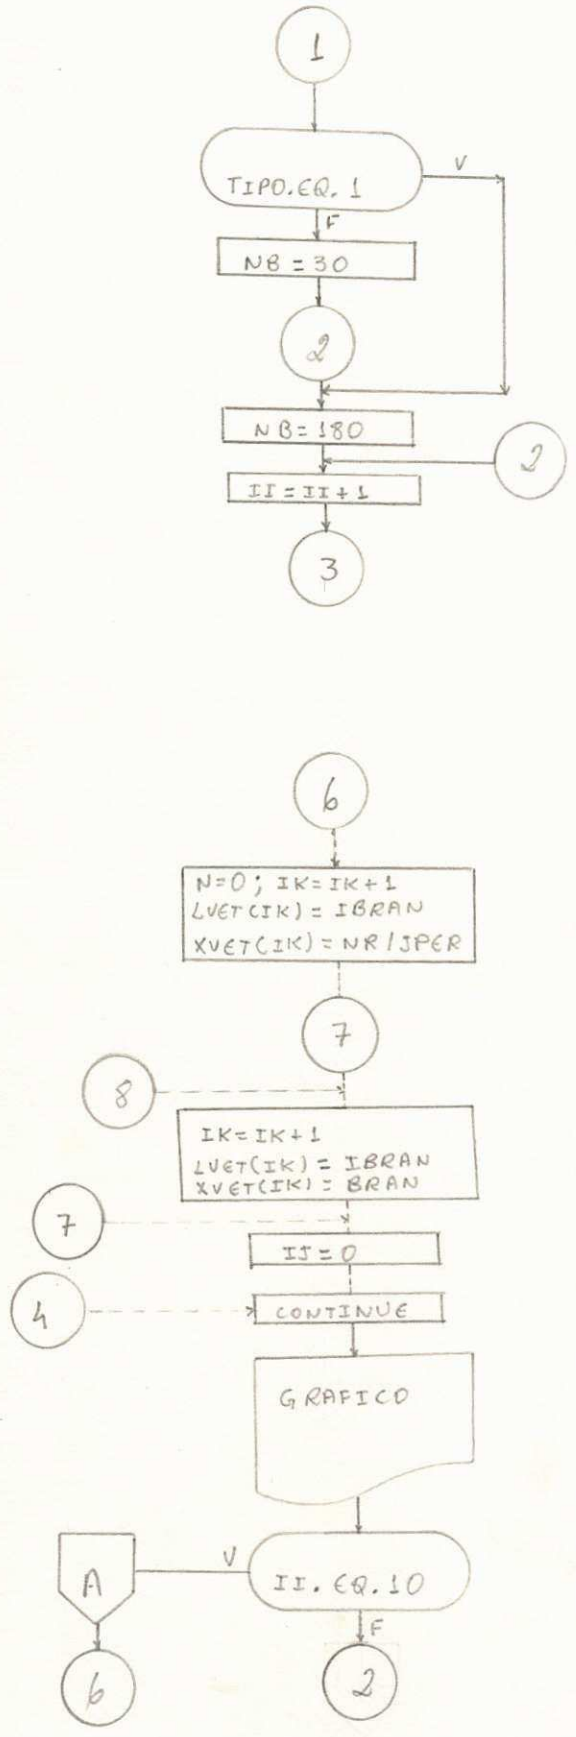 1
TIPO.EQ. 1
V
F
NB = 30
2
NB = 180
2
II = II + 1
3
6
N=0 ; IK = IK + 1
LVET(IK) = IBRAN
XVET(IK) = NR / JPER
7
8
IK = IK + 1
LVET(IK) = IBRAN
XVET(IK) = BRAN
7
IJ = 0
4
CONTINUE
GRAFICO
A
V
II. EQ. 10
F
6
2